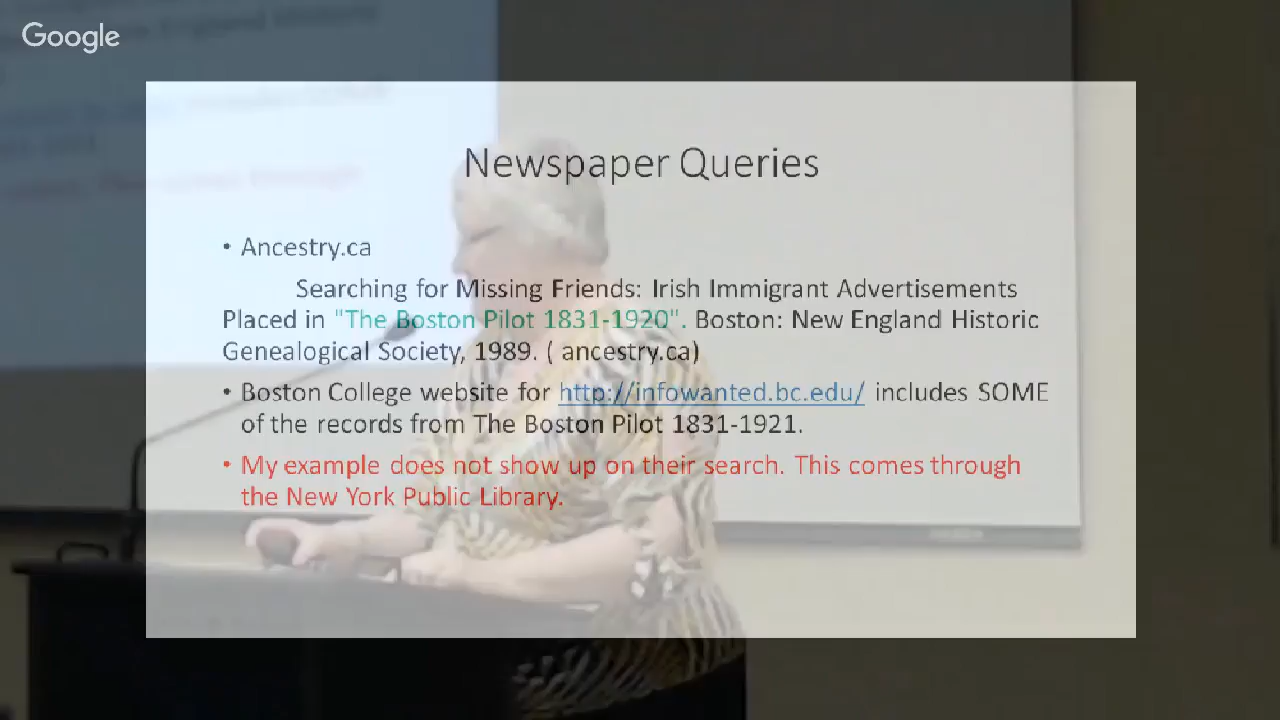 Google
Newspaper Queries
• Ancestry.ca
Searching for Missing Friends: Irish Immigrant Advertisements
Placed in "The Boston Pilot 1831-1920". Boston: New England Historic
Genealogical Society, 1989. ( ancestry.ca)
• Boston College website for http://infowanted.bc.edu/ includes SOME
of the records from The Boston Pilot 1831-1921.
• My example does not show up on their search. This comes through
the New York Public Library.